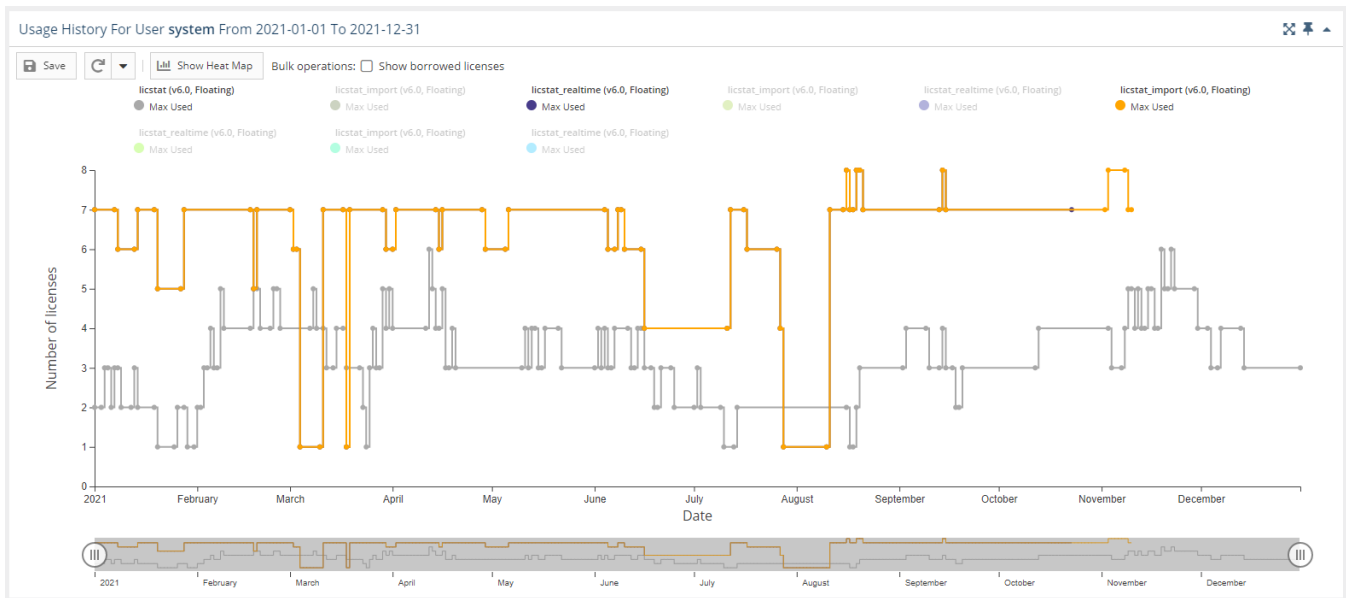 Usage History For User system From 2021-01-01 To 2021-12-31
Save Show Heat Map Bulk operations: Show borrowed licenses
licstat (v6.0, Floating) licstat_import (v6.0, Floating) licstat_realtime (v6.0, Floating) licstat_import (v6.0, Floating) licstat_realtime (v6.0, Floating) licstat_import (v6.0, Floating)
Max Used Max Used Max Used Max Used Max Used Max Used
licstat_realtime (v6.0, Floating) licstat_import (v6.0, Floating) licstat_realtime (v6.0, Floating)
Max Used Max Used Max Used
8
7
6
5
4
3
2
1
0
Number of licenses
2021 February March April May June July August September October November December
Date
2021 February March April May June July August September October November December